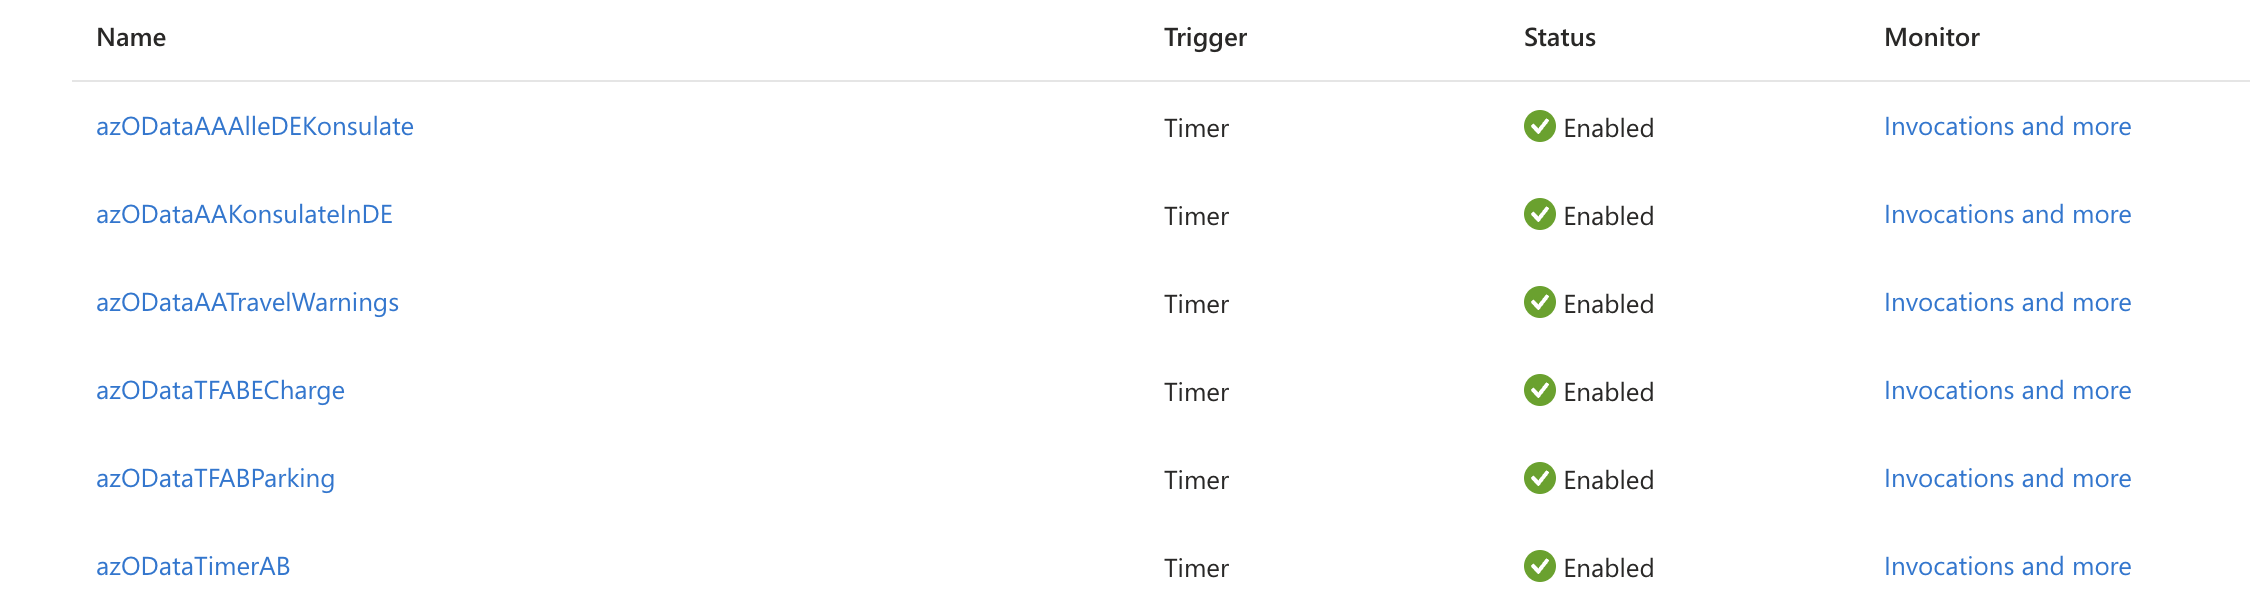 Name Trigger Status Monitor
azODataAAAlleDEKonsulate Timer Enabled Invocations and more
azODataAAKonsulateInDE Timer Enabled Invocations and more
azODataAATravelWarnings Timer Enabled Invocations and more
azODataTFABECharge Timer Enabled Invocations and more
azODataTFABParking Timer Enabled Invocations and more
azODataTimerAB Timer Enabled Invocations and more